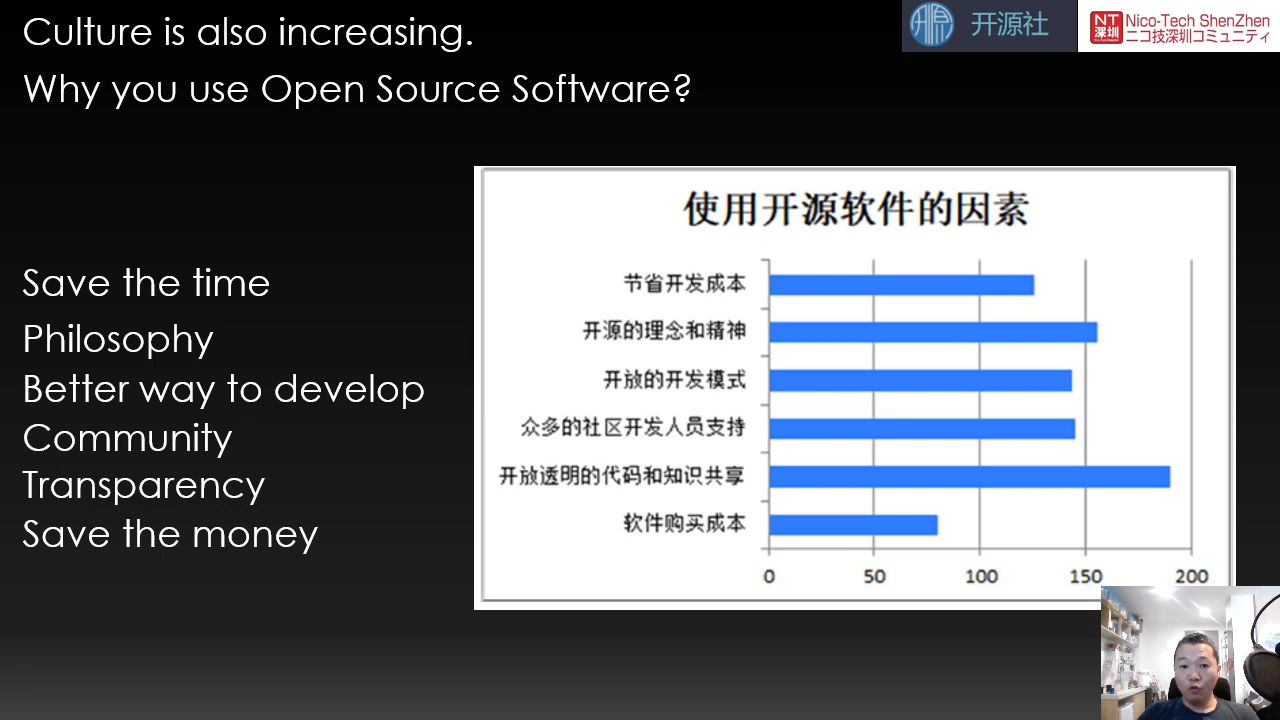 Culture is also increasing.
Why you use Open Source Software?
开源社
NT
深圳
Nico-Tech ShenZhen
ニコ技深圳コミュニティ
Save the time
Philosophy
Better way to develop
Community
Transparency
Save the money
使用开源软件的因素
节省开发成本
开源的理念和精神
开放的开发模式
众多的社区开发人员支持
开放透明的代码和知识共享
软件购买成本
0 50 100 150 200